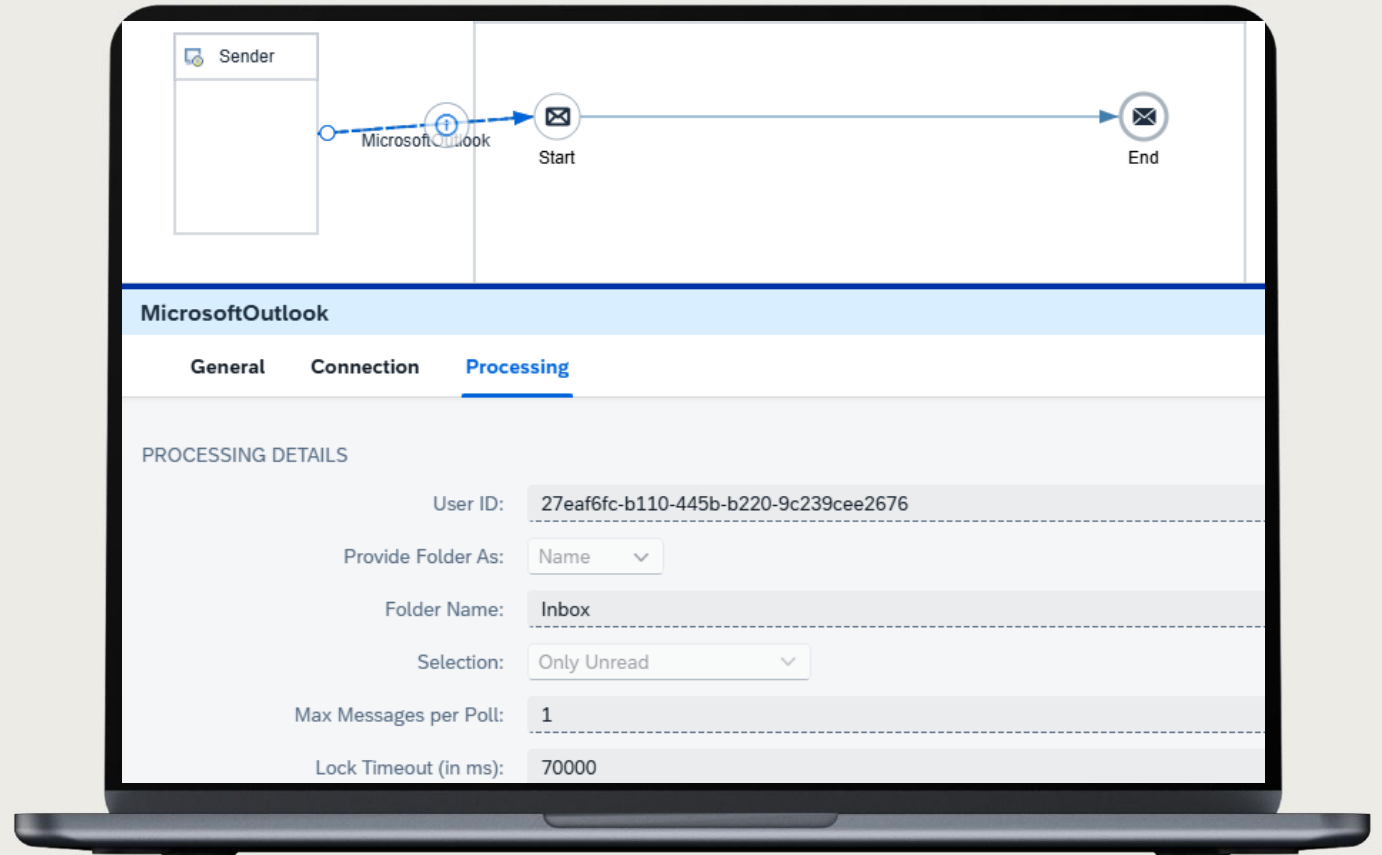 Sender
MicrosoftOutlook
Start
End
MicrosoftOutlook
General Connection Processing
PROCESSING DETAILS
User ID: 27eaf6fc-b110-445b-b220-9c239cee2676
Provide Folder As: Name
Folder Name: Inbox
Selection: Only Unread
Max Messages per Poll: 1
Lock Timeout (in ms): 70000